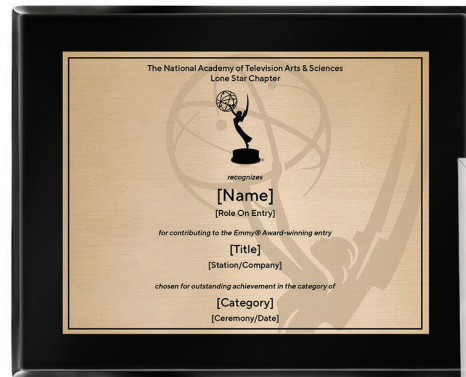 The National Academy of Television Arts & Sciences
Lone Star Chapter
recognizes
[Name]
[Role On Entry]
for contributing to the Emmy® Award-winning entry
[Title]
[Station/Company]
chosen for outstanding achievement in the category of
[Category]
[Ceremony/Date]